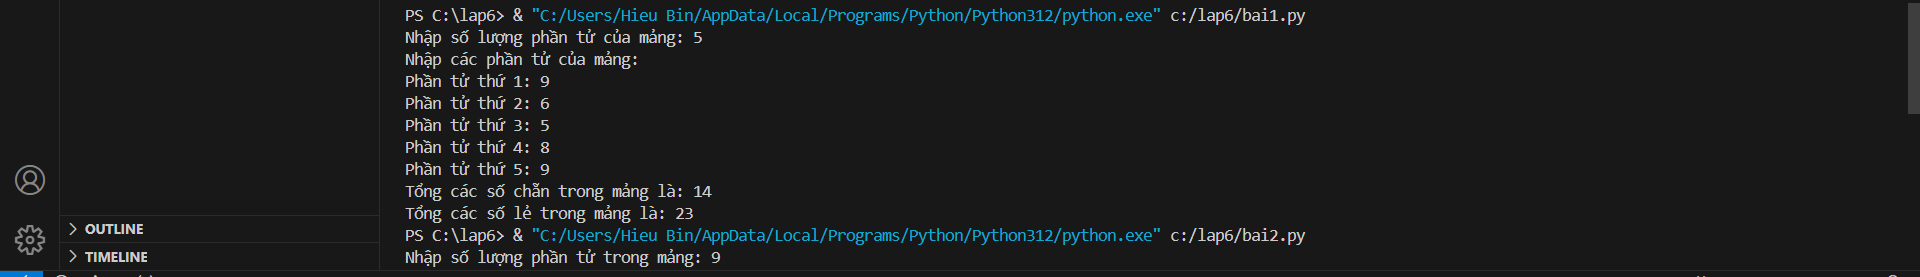 PS C:\lap6> & "C:/Users/Hieu Bin/AppData/Local/Programs/Python/Python312/python.exe" c:/lap6/bai1.py
Nhập số lượng phần tử của mảng: 5
Nhập các phần tử của mảng:
Phần tử thứ 1: 9
Phần tử thứ 2: 6
Phần tử thứ 3: 5
Phần tử thứ 4: 8
Phần tử thứ 5: 9
Tổng các số chẵn trong mảng là: 14
Tổng các số lẻ trong mảng là: 23
PS C:\lap6> & "C:/Users/Hieu Bin/AppData/Local/Programs/Python/Python312/python.exe" c:/lap6/bai2.py
Nhập số lượng phần tử trong mảng: 9
OUTLINE
TIMELINE